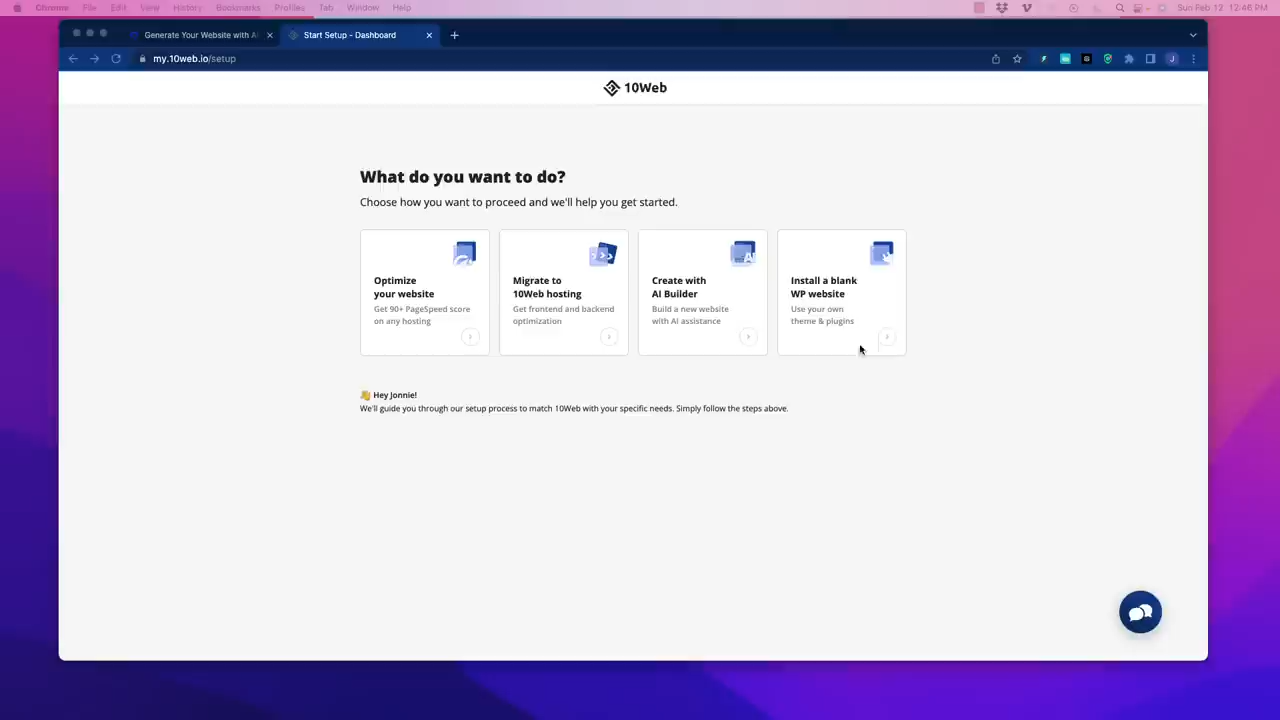 Chrome File Edit View History Bookmarks Profiles Tab Window Help Sun Feb 12 12:46 PM
Generate Your Website with AI Start Setup - Dashboard
my.10web.io/setup J
10Web
What do you want to do?
Choose how you want to proceed and we'll help you get started.
Optimize
your website
Get 90+ PageSpeed score
on any hosting
Migrate to
10Web hosting
Get frontend and backend
optimization
AI
Create with
AI Builder
Build a new website
with AI assistance
Install a blank
WP website
Use your own
theme & plugins
Hey Jonnie!
We'll guide you through our setup process to match 10Web with your specific needs. Simply follow the steps above.